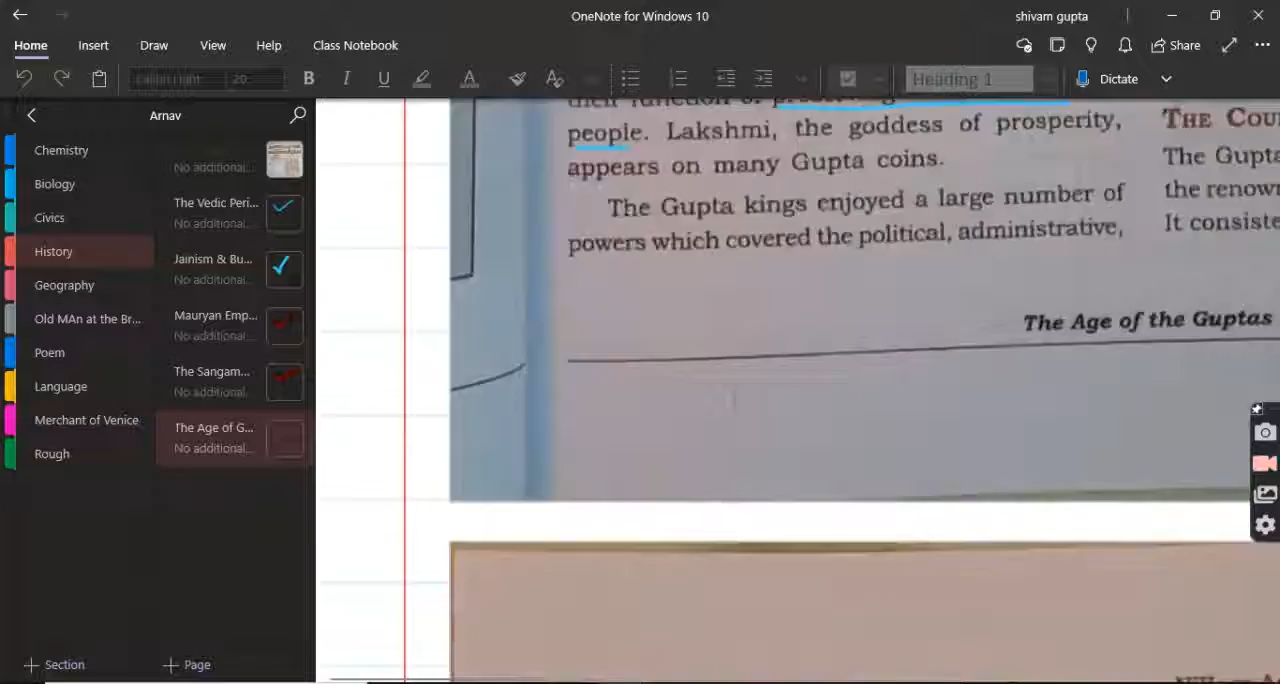 OneNote for Windows 10
shivam gupta
Home
Insert
Draw
View
Help
Class Notebook
Share
20
B
I
U
A
Heading 1
Dictate
Arnav
Chemistry
Biology
Civics
History
Geography
Old MAn at the Br...
Poem
Language
Merchant of Venice
Rough
No additional...
The Vedic Peri...
No additional...
Jainism & Bu...
No additional...
Mauryan Emp...
No additional...
The Sangam...
No additional...
The Age of G...
No additional...
Section
Page
their function of
people. Lakshmi, the goddess of prosperity,
appears on many Gupta coins.
The Gupta kings enjoyed a large number of
powers which covered the political, administrative,
THE COU
The Gupta
the renow
It consiste
The Age of the Guptas